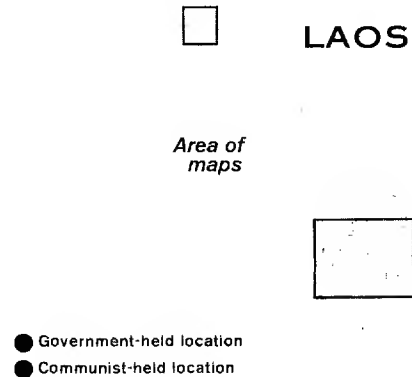 LAOS
Area of
maps
Government-held location
Communist-held location